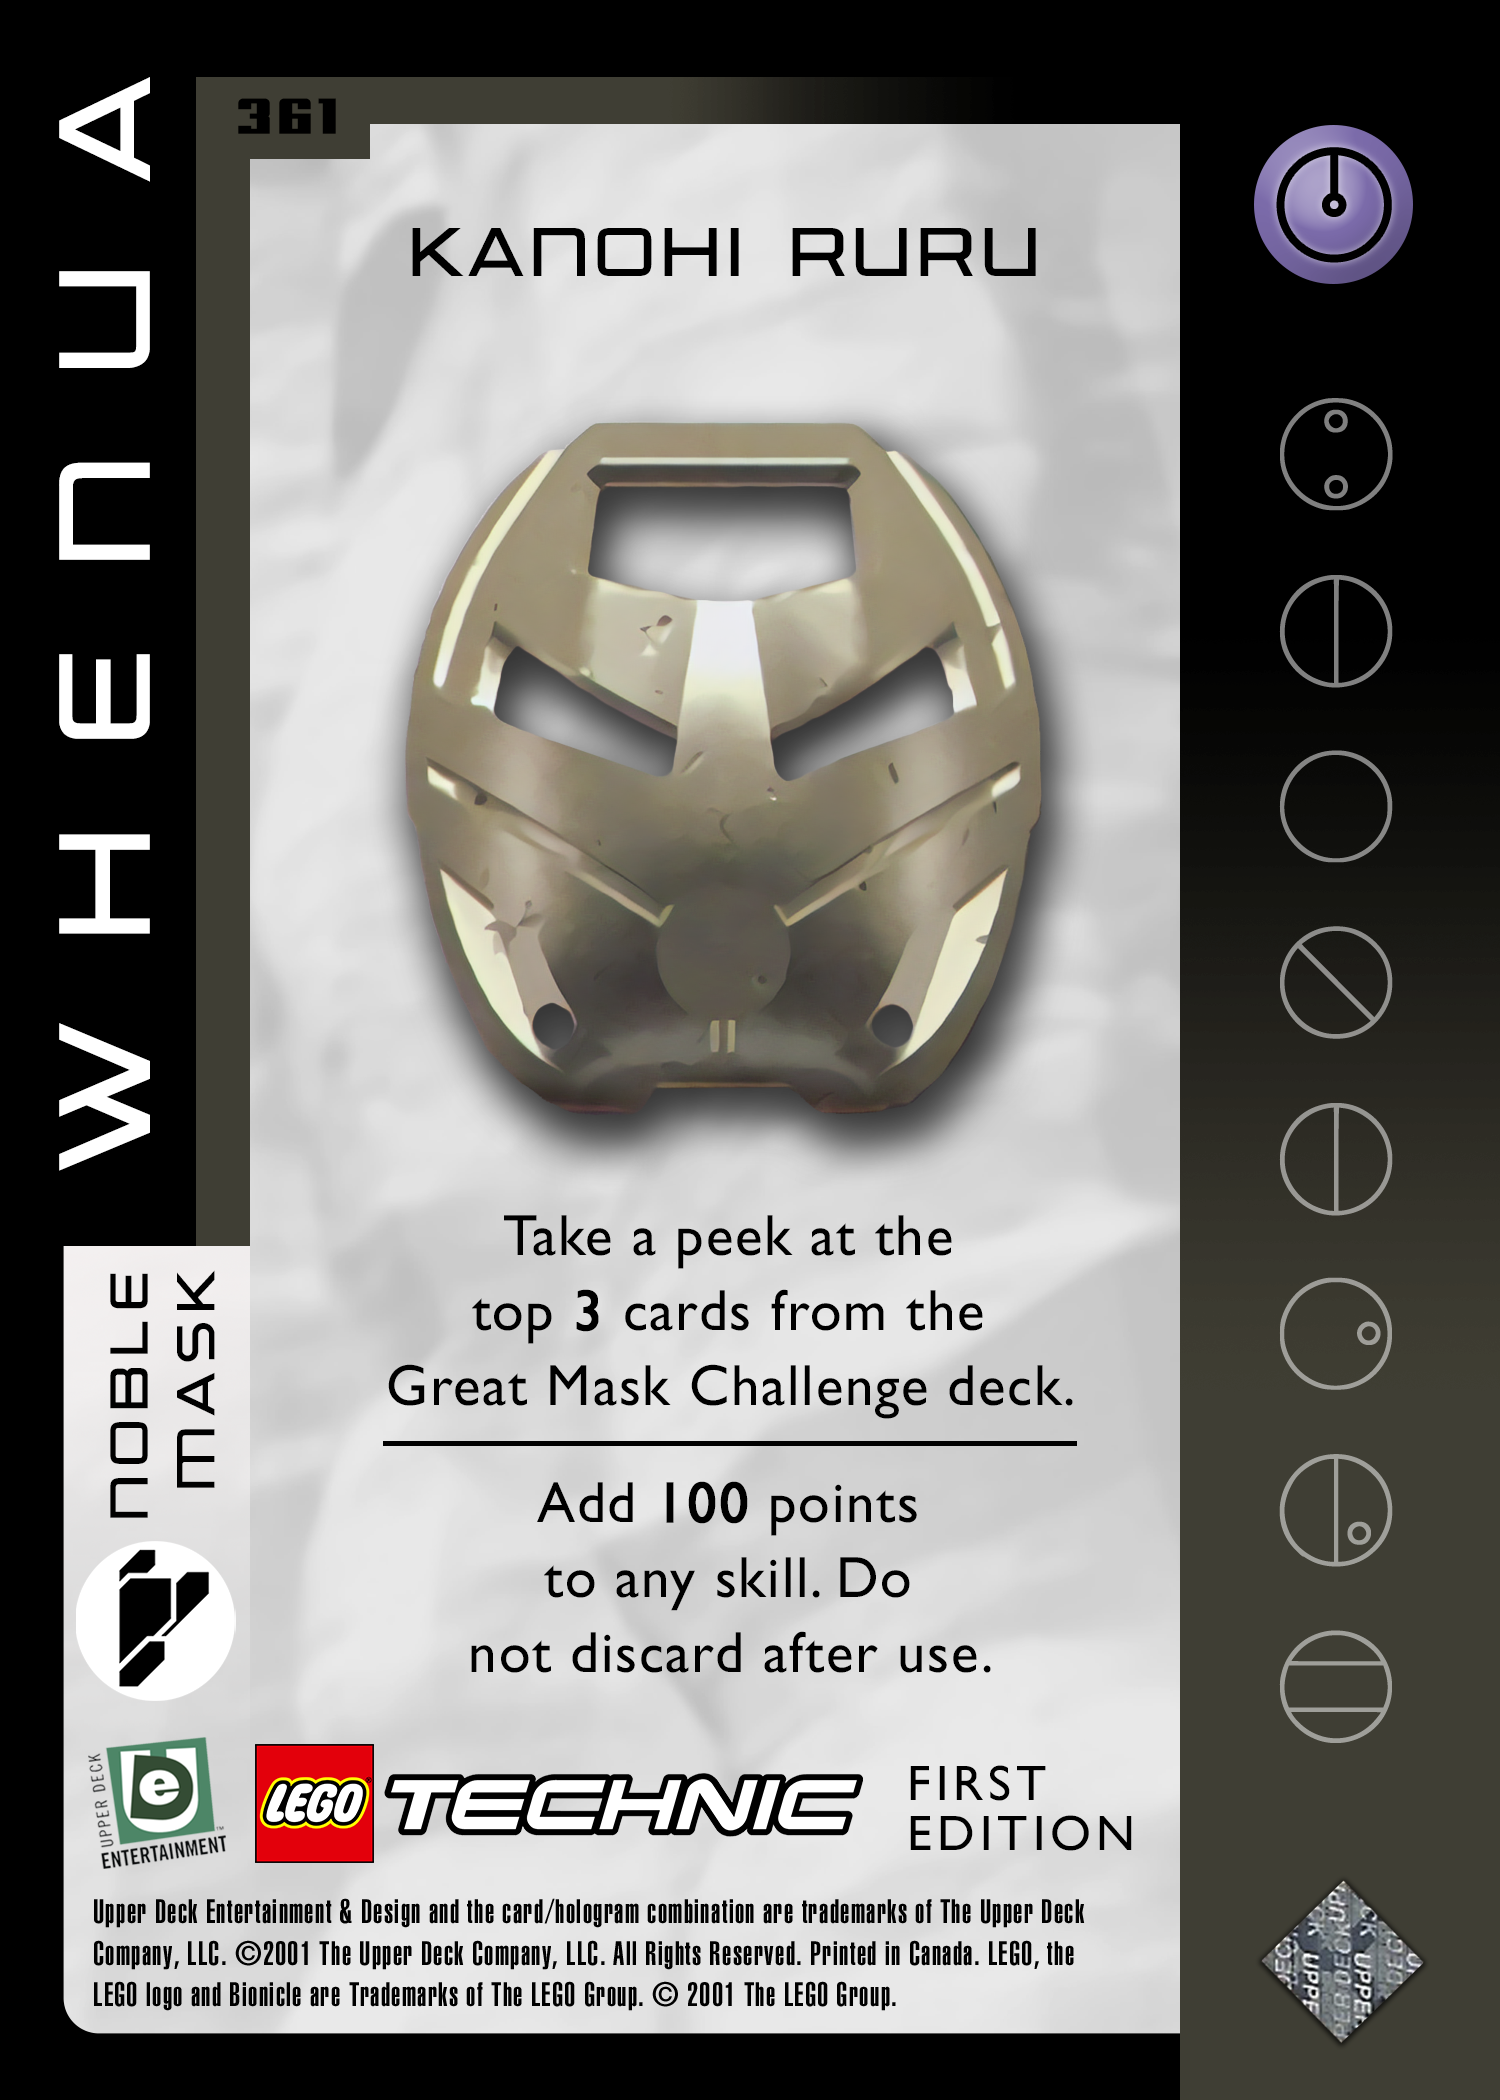 WHENUA
361
KANOHI RURU
Take a peek at the
top 3 cards from the
Great Mask Challenge deck.
Add 100 points
to any skill. Do
not discard after use.
NOBLE
MASK
UPPER DECK
e
™
ENTERTAINMENT
LEGO
TECHNIC
FIRST
EDITION
Upper Deck Entertainment & Design and the card/hologram combination are trademarks of The Upper Deck
Company, LLC. ©2001 The Upper Deck Company, LLC. All Rights Reserved. Printed in Canada. LEGO, the
LEGO logo and Bionicle are Trademarks of The LEGO Group. © 2001 The LEGO Group.